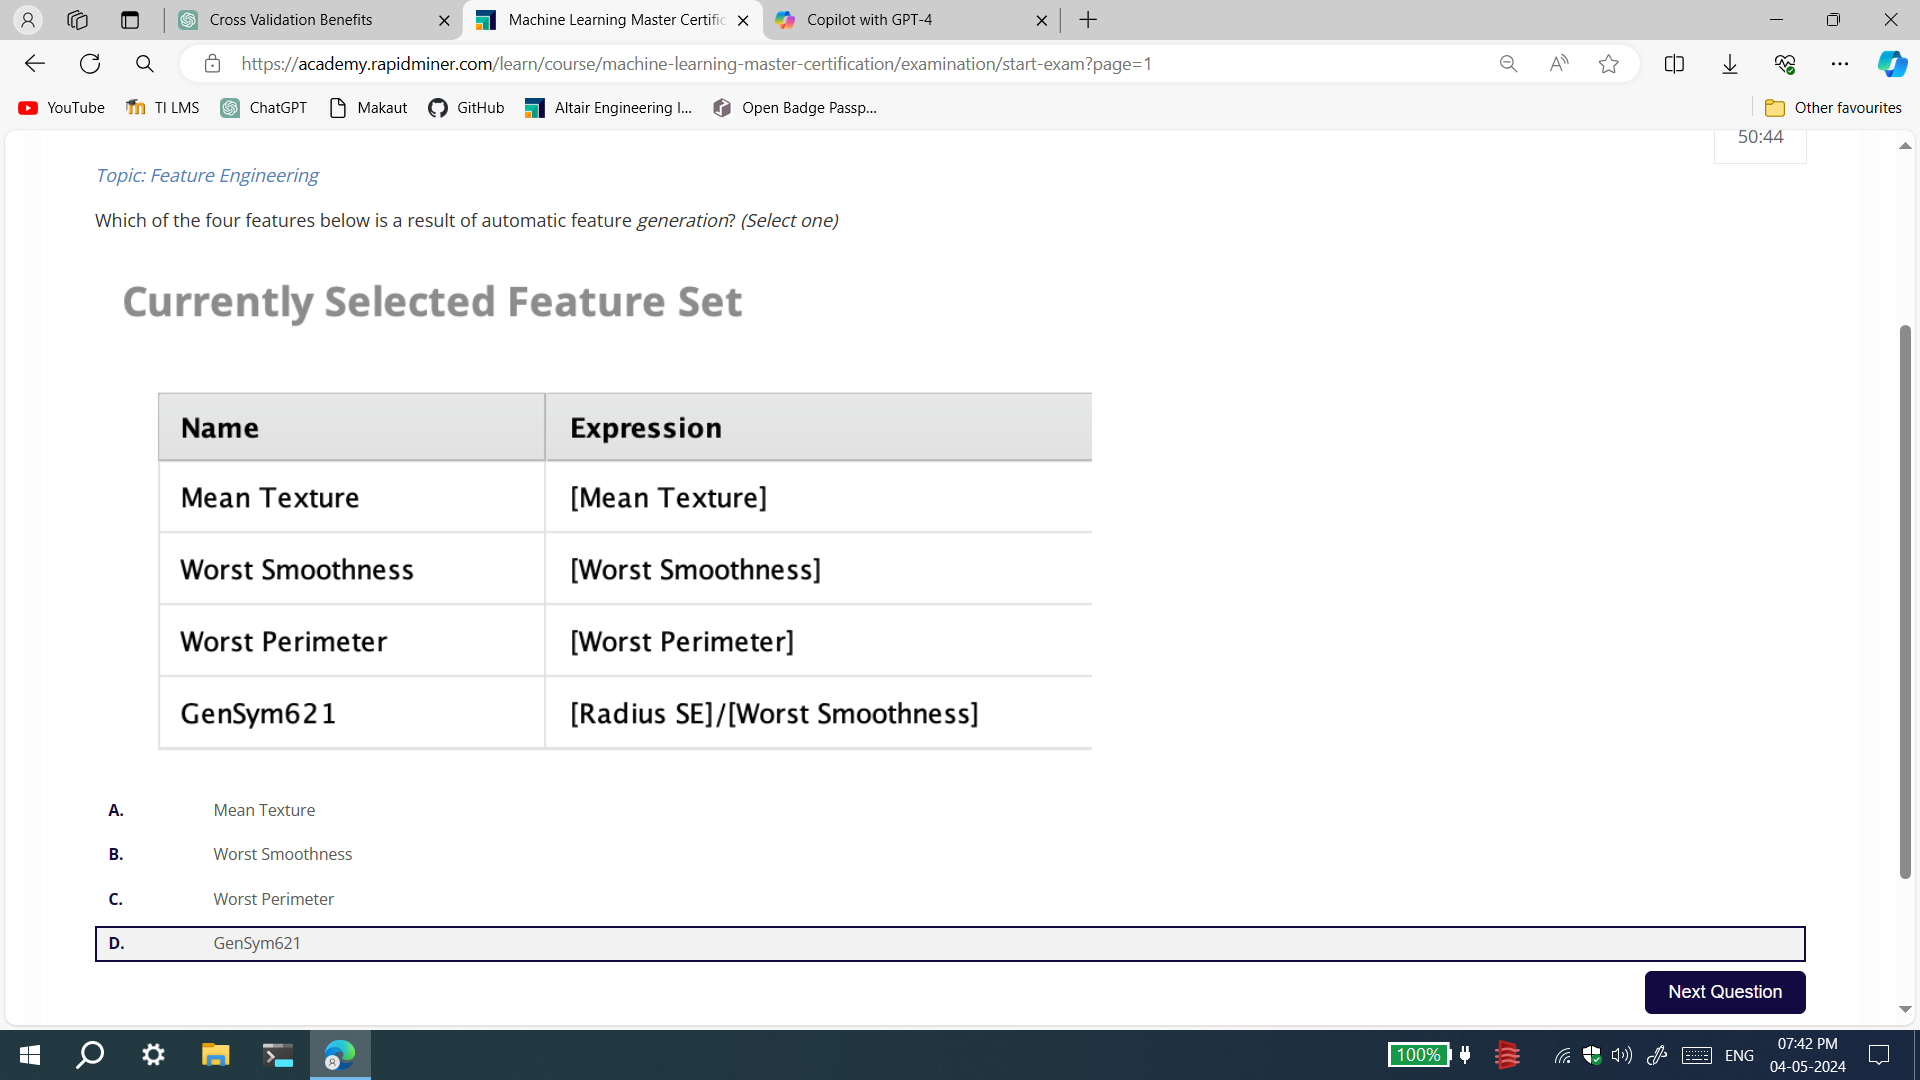 Cross Validation Benefits
Machine Learning Master Certific
Copilot with GPT-4
https://academy.rapidminer.com/learn/course/machine-learning-master-certification/examination/start-exam?page=1
YouTube
TI LMS
ChatGPT
Makaut
GitHub
Altair Engineering I...
Open Badge Passp...
Other favourites
50:44
Topic: Feature Engineering
Which of the four features below is a result of automatic feature generation? (Select one)
Currently Selected Feature Set
Name Expression
Mean Texture [Mean Texture]
Worst Smoothness [Worst Smoothness]
Worst Perimeter [Worst Perimeter]
GenSym621 [Radius SE]/[Worst Smoothness]
A. Mean Texture
B. Worst Smoothness
C. Worst Perimeter
D. GenSym621
Next Question
100%
ENG
07:42 PM
04-05-2024